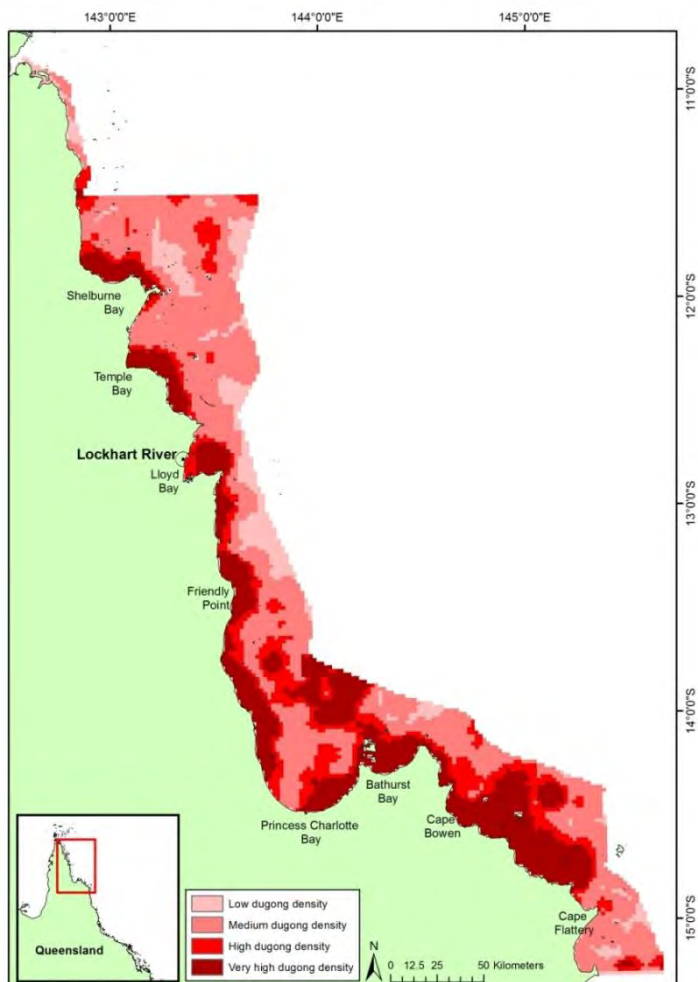 143°0'0"E 144°0'0"E 145°0'0"E
11°0'0"S
12°0'0"S
13°0'0"S
14°0'0"S
15°0'0"S
Shelburne
Bay
Temple
Bay
Lockhart River
Lloyd
Bay
Friendly
Point
Princess Charlotte
Bay
Bathurst
Bay
Cape
Bowen
Cape
Flattery
Queensland
Low dugong density
Medium dugong density
High dugong density
Very high dugong density
N
0 12.5 25 50 Kilometers